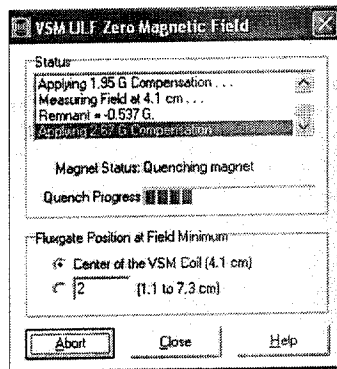 VSM ULF Zero Magnetic Field
Status
Applying 1.95 G Compensation . . .
Measuring Field at 4.1 cm . . .
Remnant = -0.537 G.
Applying 2.67 G Compensation
Magnet Status: Quenching magnet
Quench Progress
Fluxgate Position at Field Minimum
Center of the VSM Coil (4.1 cm)
2 (1.1 to 7.3 cm)
Abort Close Help